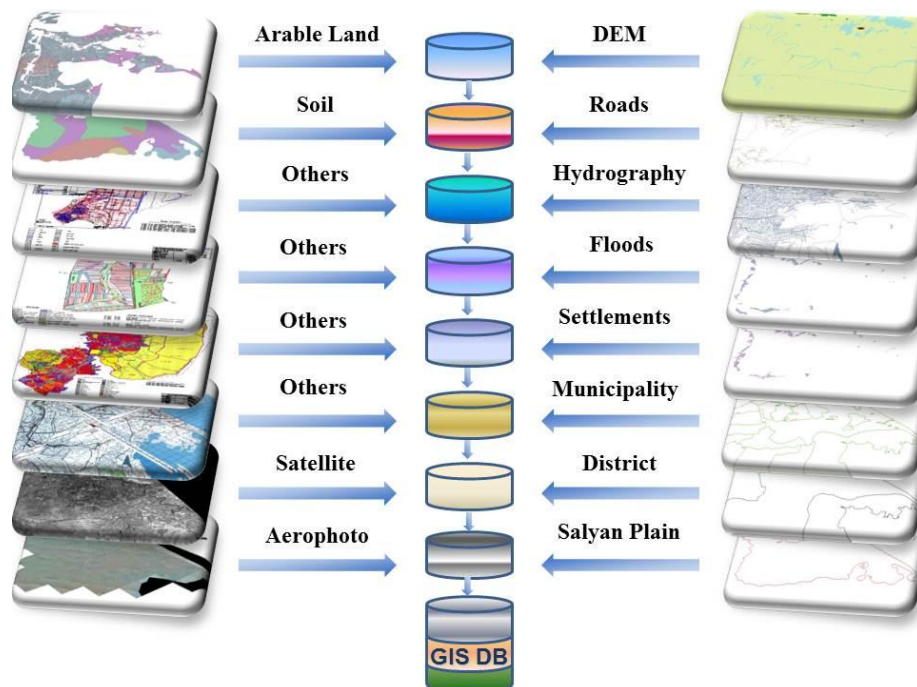 Arable Land
DEM
Soil
Roads
Others
Hydrography
Others
Floods
Others
Settlements
Others
Municipality
Satellite
District
Aerophoto
Salyan Plain
GIS DB